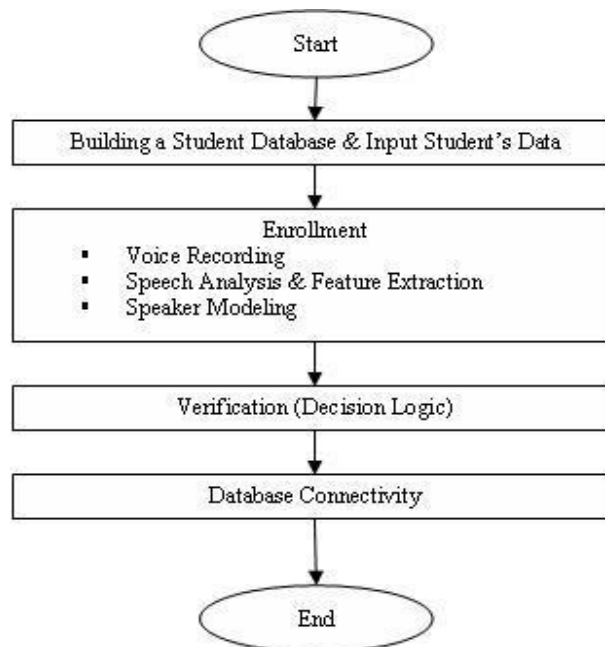 Start
Building a Student Database & Input Student's Data
Enrollment
▪ Voice Recording
▪ Speech Analysis & Feature Extraction
▪ Speaker Modeling
Verification (Decision Logic)
Database Connectivity
End